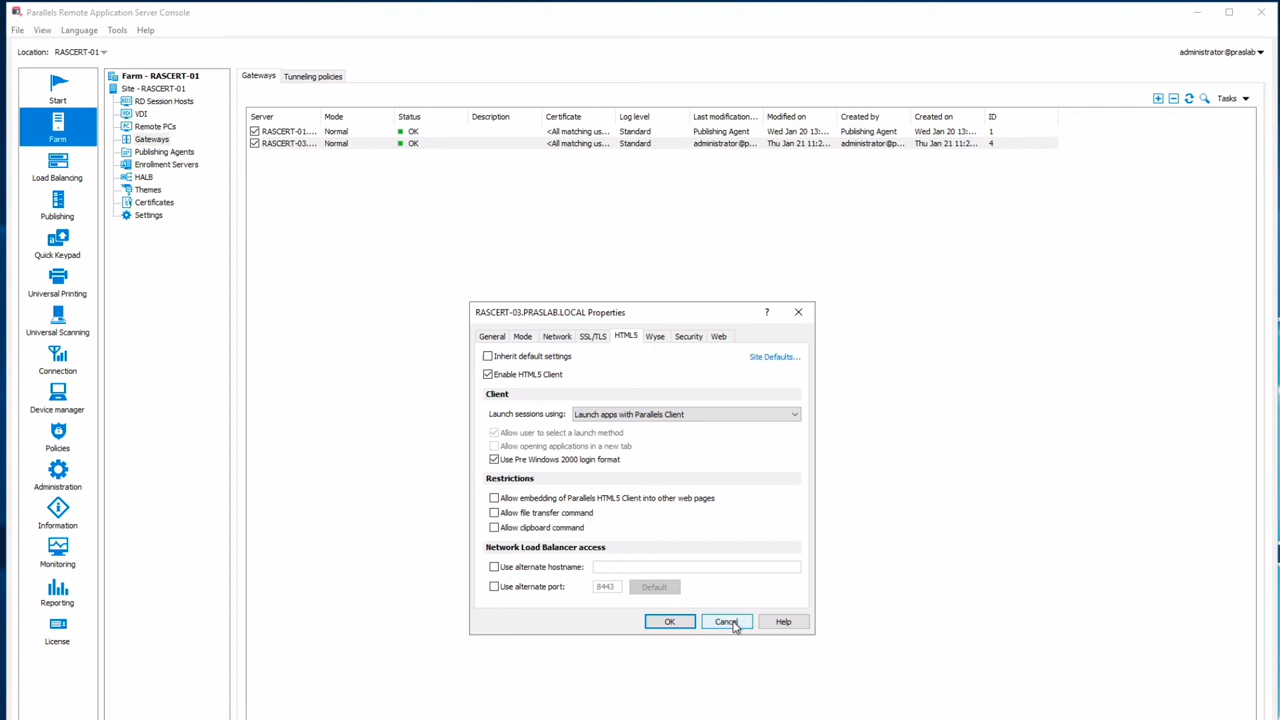 Parallels Remote Application Server Console
File View Language Tools Help
Location: RASCERT-01
administrator@praslab
Start
Farm
Load Balancing
Publishing
Quick Keypad
Universal Printing
Universal Scanning
Connection
Device manager
Policies
Administration
Information
Monitoring
Reporting
License
Farm - RASCERT-01
Site - RASCERT-01
RD Session Hosts
VDI
Remote PCs
Gateways
Publishing Agents
Enrollment Servers
HALB
Themes
Certificates
Settings
Gateways Tunneling policies
Tasks
Server Mode Status Description Certificate Log level Last modification... Modified on Created by Created on ID
RASCERT-01.... Normal OK <All matching us... Standard Publishing Agent Wed Jan 20 13:... Publishing Agent Wed Jan 20 13:... 1
RASCERT-03.... Normal OK <All matching us... Standard administrator@p... Thu Jan 21 11:2... administrator@p... Thu Jan 21 11:2... 4
RASCERT-03.PRASLAB.LOCAL Properties ?
General Mode Network SSL/TLS HTML5 Wyse Security Web
Inherit default settings Site Defaults...
Enable HTML5 Client
Client
Launch sessions using: Launch apps with Parallels Client
Allow user to select a launch method
Allow opening applications in a new tab
Use Pre Windows 2000 login format
Restrictions
Allow embedding of Parallels HTML5 Client into other web pages
Allow file transfer command
Allow clipboard command
Network Load Balancer access
Use alternate hostname:
Use alternate port: 8443 Default
OK Cancel Help